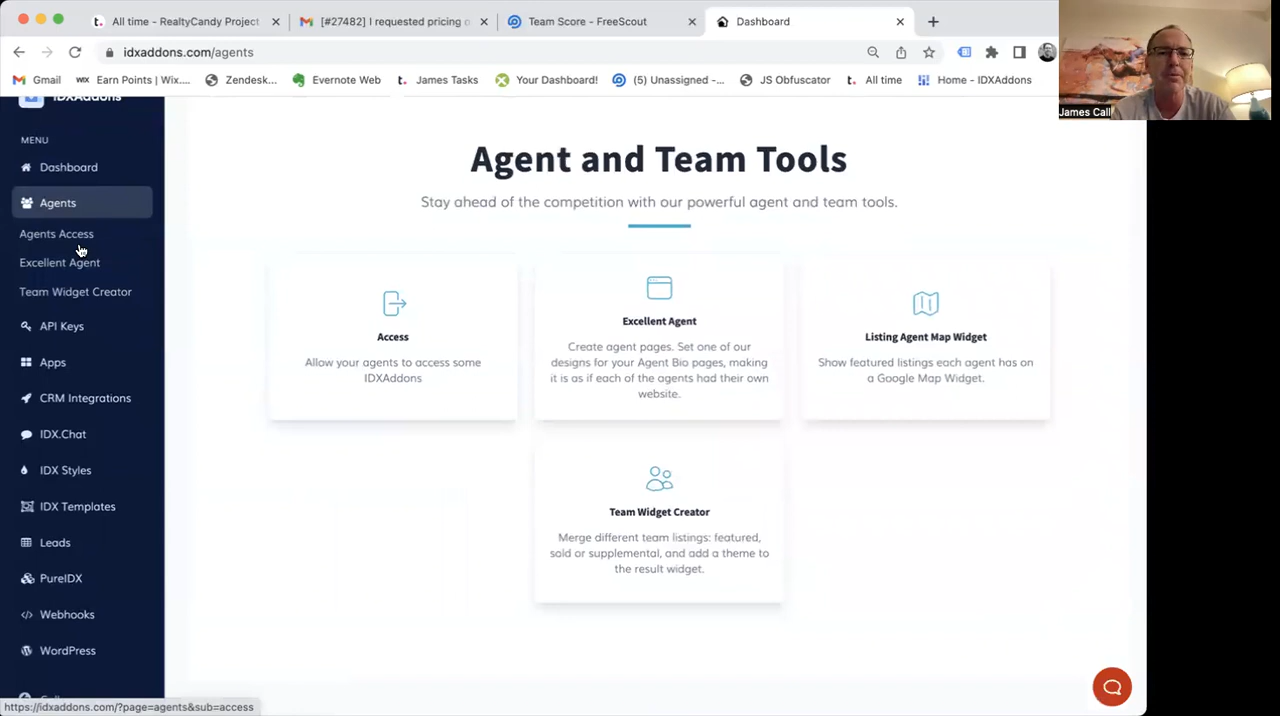 All time - RealtyCandy Project
[#27482] I requested pricing o
Team Score - FreeScout
Dashboard
idxaddons.com/agents
Gmail
WIX Earn Points | Wix....
Zendesk...
Evernote Web
t. James Tasks
Your Dashboard!
(5) Unassigned -...
JS Obfuscator
t. All time
Home - IDXAddons
James Call
IDXAddons
MENU
Dashboard
Agents
Agents Access
Excellent Agent
Team Widget Creator
API Keys
Apps
CRM Integrations
IDX.Chat
IDX Styles
IDX Templates
Leads
PureIDX
Webhooks
WordPress
Agent and Team Tools
Stay ahead of the competition with our powerful agent and team tools.
Access
Allow your agents to access some
IDXAddons
Excellent Agent
Create agent pages. Set one of our
designs for your Agent Bio pages, making
it is as if each of the agents had their own
website.
Listing Agent Map Widget
Show featured listings each agent has on
a Google Map Widget.
Team Widget Creator
Merge different team listings: featured,
sold or supplemental, and add a theme to
the result widget.
https://idxaddons.com/?page=agents&sub=access